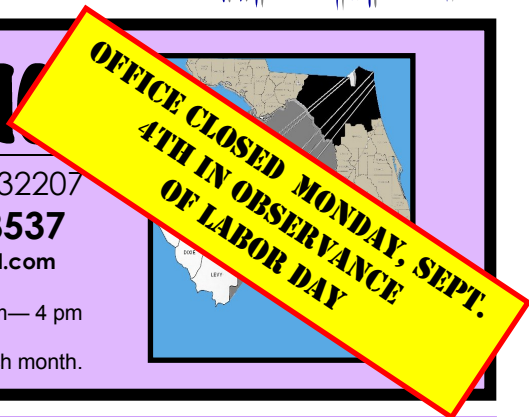 OFFICE CLOSED MONDAY, SEPT.
4TH IN OBSERVANCE
OF LABOR DAY
32207
537
.com
— 4 pm
h month.
DIXIE
LEVY